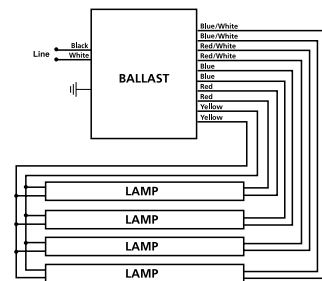 Blue/White
Blue/White
Red/White
Red/White
Blue
Blue
Red
Red
Yellow
Yellow
Line
Black
White
BALLAST
LAMP
LAMP
LAMP
LAMP